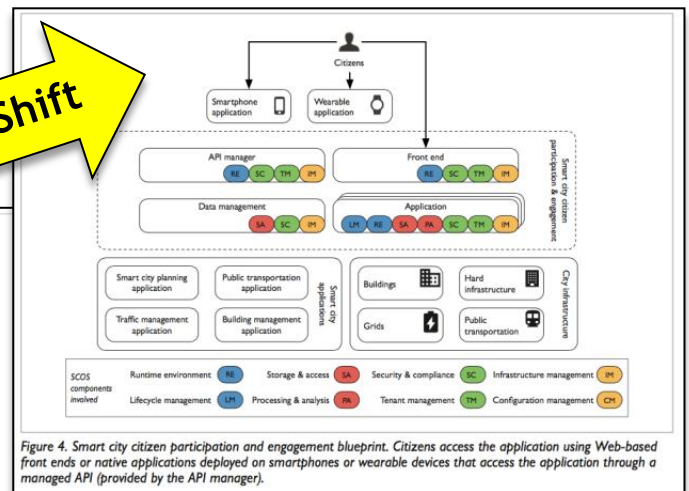 Shift
Citizens
Smartphone application
Wearable application
API manager
RE SC TM IM
Front end
RE SC TM IM
Data management
SA SC IM
Application
LM RE SA PA SC TM IM
Smart city citizen
participation & engagement
Smart city planning
application
Public transportation
application
Traffic management
application
Building management
application
Smart city
applications
Buildings
Hard
infrastructure
Grids
Public
transportation
City infrastructure
SCOS
components
involved
Runtime environment RE Storage & access SA Security & compliance SC Infrastructure management IM
Lifecycle management LM Processing & analysis PA Tenant management TM Configuration management CM
Figure 4. Smart city citizen participation and engagement blueprint. Citizens access the application using Web-based
front ends or native applications deployed on smartphones or wearable devices that access the application through a
managed API (provided by the API manager).